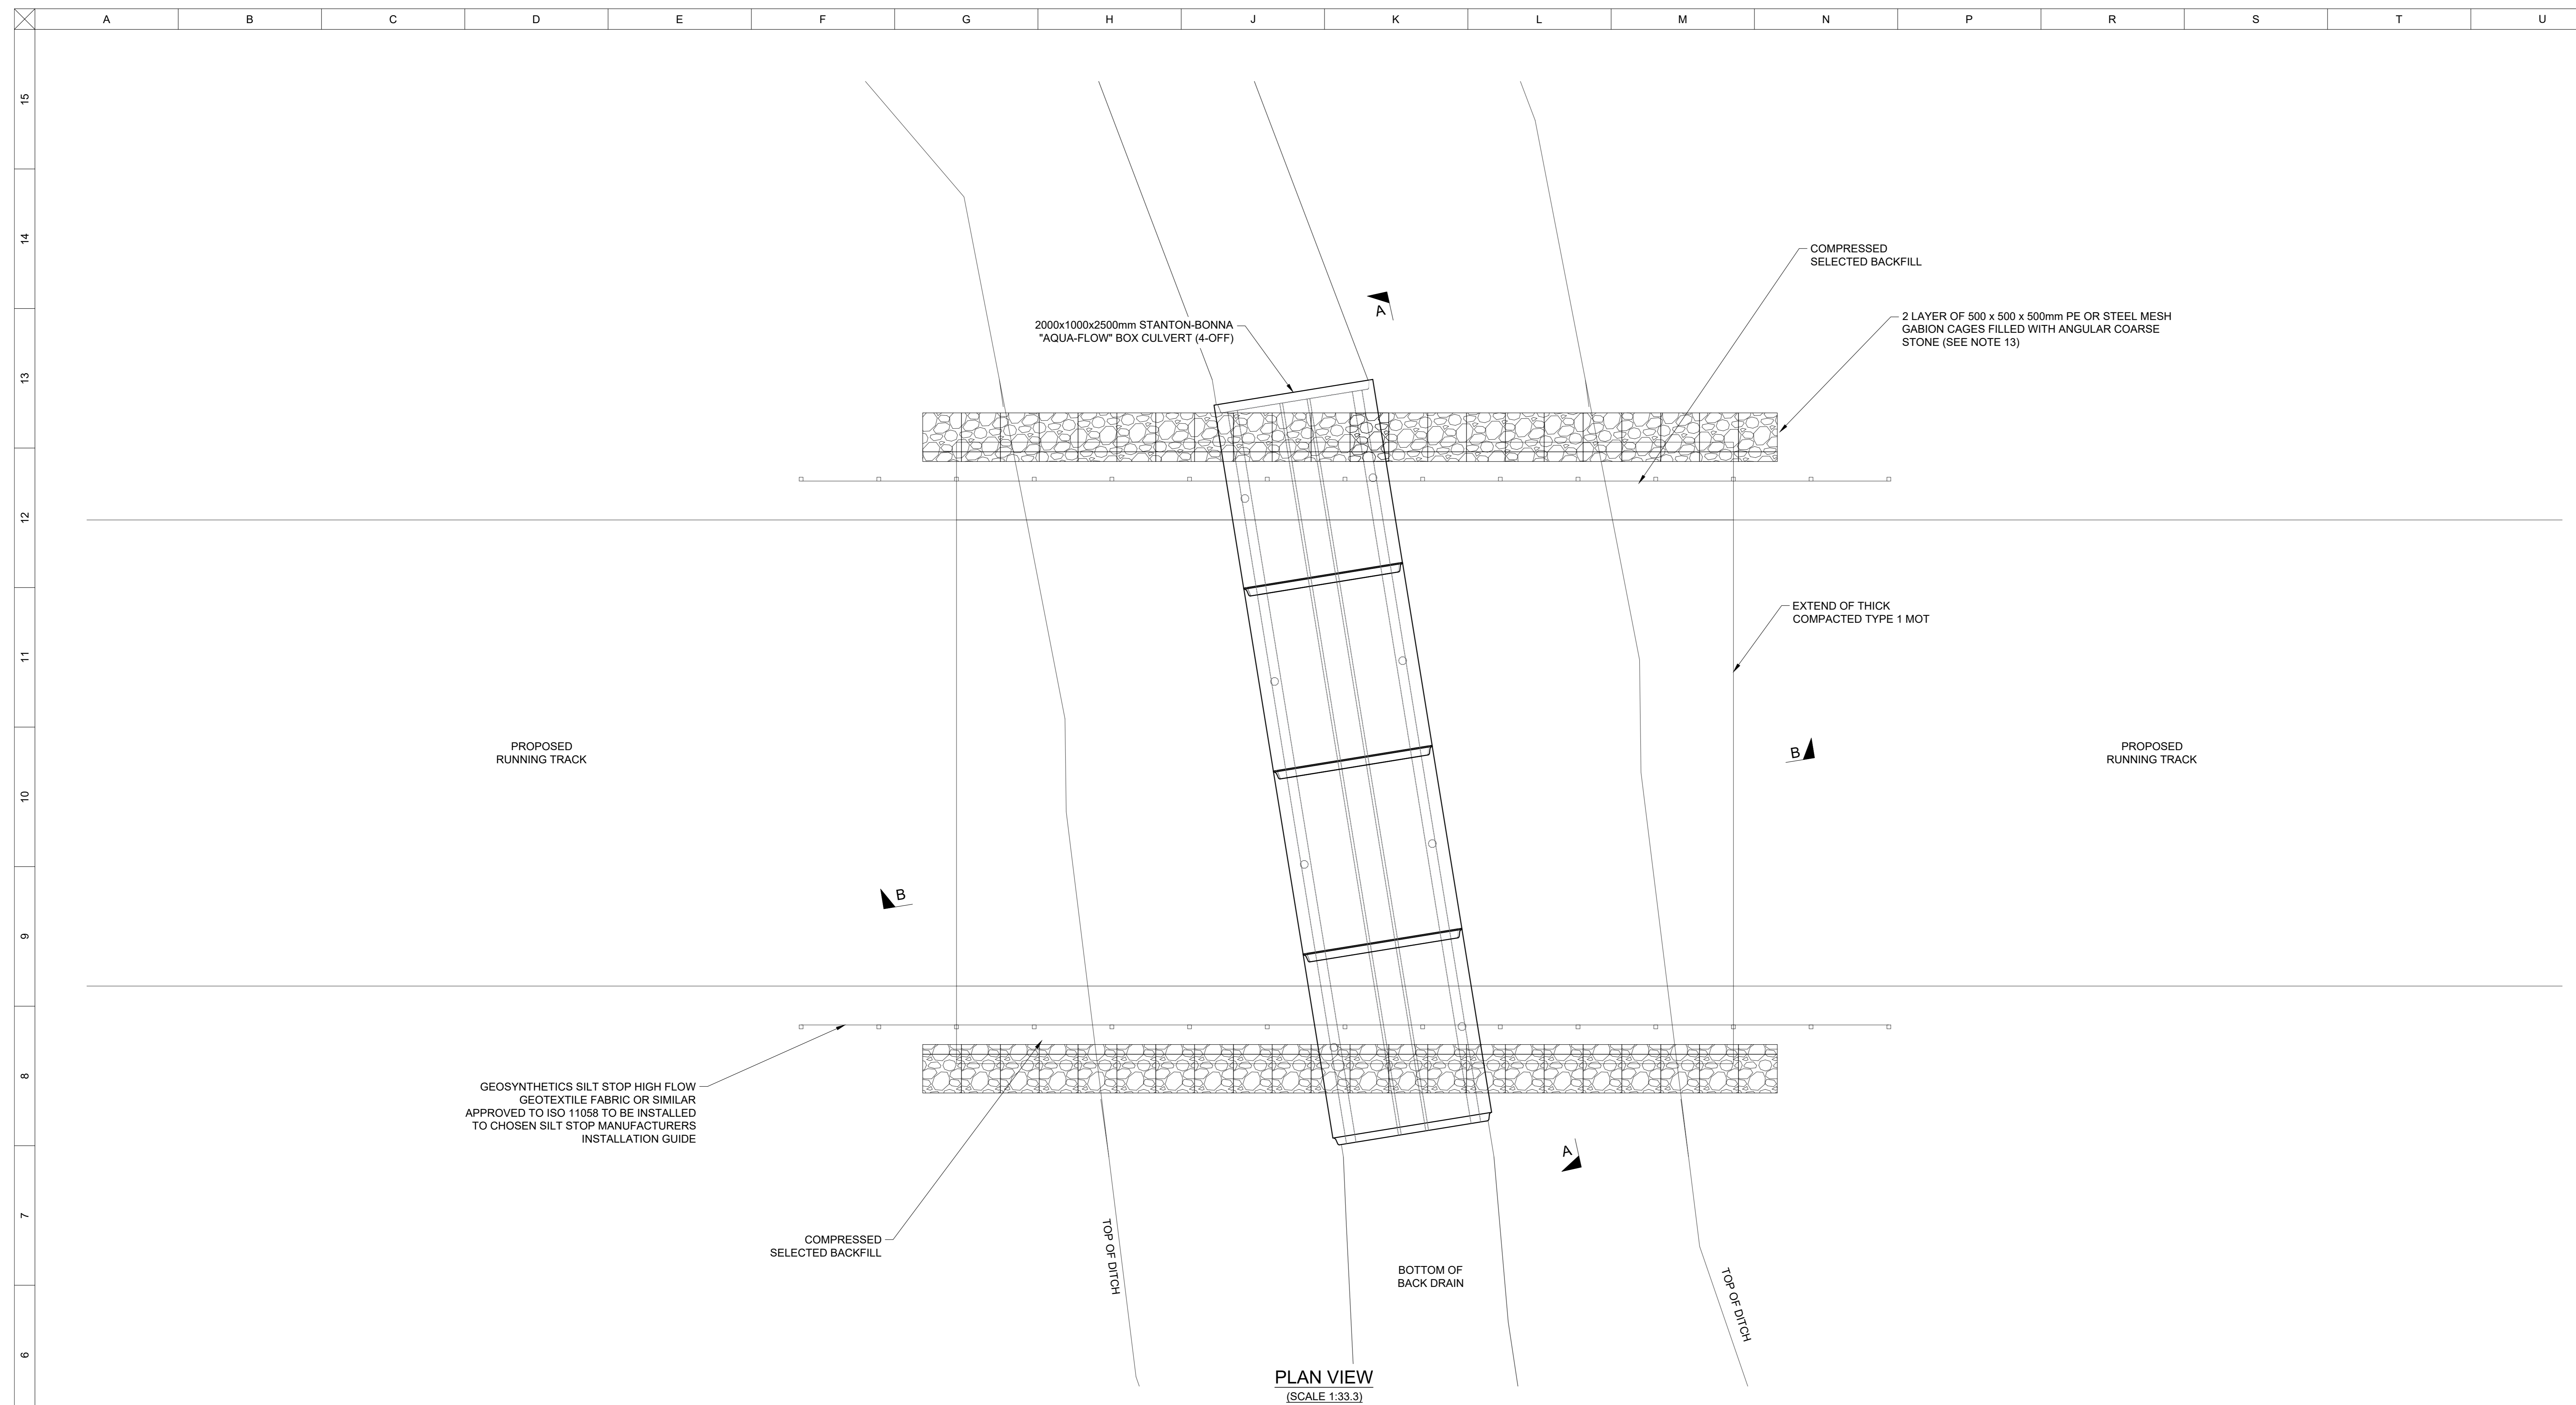 A B C D E F G H J K L M N P R S T U
15
14
COMPRESSED
SELECTED BACKFILL
A
2 LAYER OF 500 x 500 x 500mm PE OR STEEL MESH
GABION CAGES FILLED WITH ANGULAR COARSE
STONE (SEE NOTE 13)
2000x1000x2500mm STANTON-BONNA
"AQUA-FLOW" BOX CULVERT (4-OFF)
13
12
EXTEND OF THICK
COMPACTED TYPE 1 MOT
11
PROPOSED
RUNNING TRACK
B
PROPOSED
RUNNING TRACK
10
B
9
8
GEOSYNTHETICS SILT STOP HIGH FLOW
GEOTEXTILE FABRIC OR SIMILAR
APPROVED TO ISO 11058 TO BE INSTALLED
TO CHOSEN SILT STOP MANUFACTURERS
INSTALLATION GUIDE
A
7
COMPRESSED
SELECTED BACKFILL
TOP OF DITCH
BOTTOM OF
BACK DRAIN
TOP OF DITCH
6
PLAN VIEW
(SCALE 1:33.3)